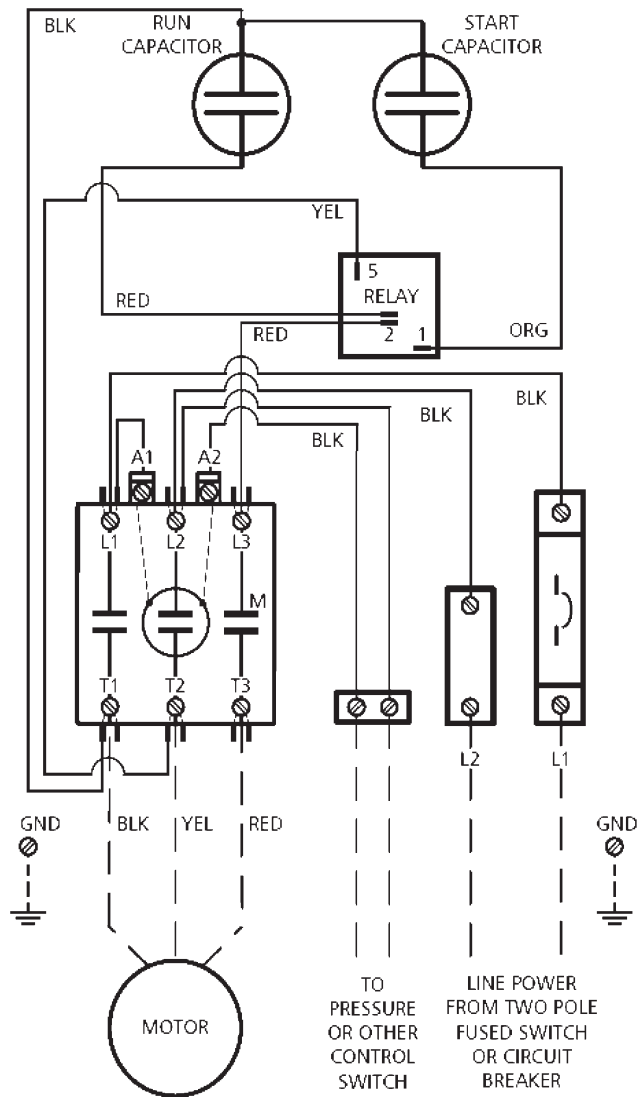 BLK
RUN
CAPACITOR
START
CAPACITOR
YEL
5
RELAY
RED
2
1
RED
ORG
BLK
BLK
BLK
A1
A2
L1
L2
L3
M
T1
T2
T3
L2
L1
GND
BLK
YEL
RED
GND
MOTOR
TO
PRESSURE
OR OTHER
CONTROL
SWITCH
LINE POWER
FROM TWO POLE
FUSED SWITCH
OR CIRCUIT
BREAKER